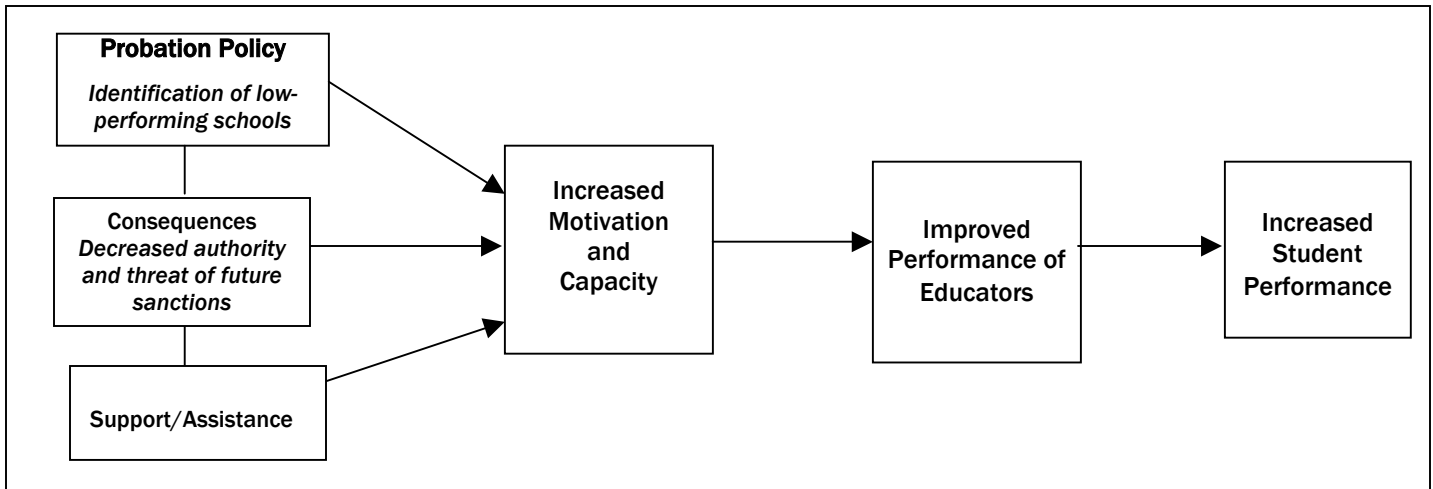 Probation Policy
Identification of low-
performing schools
Consequences
Decreased authority
and threat of future
sanctions
Support/Assistance
Increased
Motivation
and
Capacity
Improved
Performance of
Educators
Increased
Student
Performance